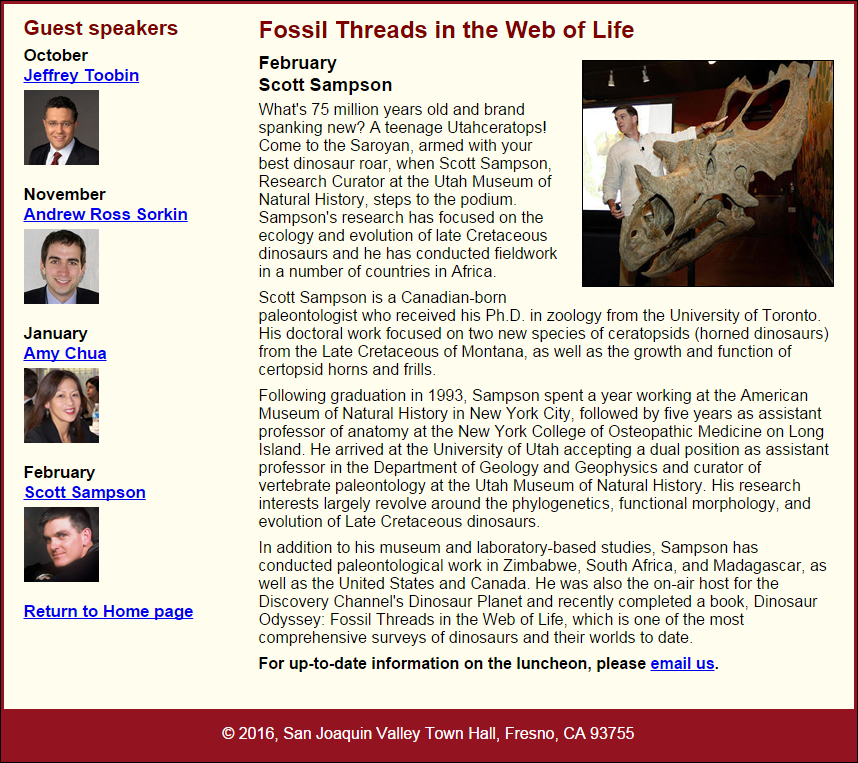 Guest speakers
October
Jeffrey Toobin
November
Andrew Ross Sorkin
January
Amy Chua
February
Scott Sampson
Return to Home page
Fossil Threads in the Web of Life
February
Scott Sampson
What's 75 million years old and brand
spanking new? A teenage Utahceratops!
Come to the Saroyan, armed with your
best dinosaur roar, when Scott Sampson,
Research Curator at the Utah Museum of
Natural History, steps to the podium.
Sampson's research has focused on the
ecology and evolution of late Cretaceous
dinosaurs and he has conducted fieldwork
in a number of countries in Africa.
Scott Sampson is a Canadian-born
paleontologist who received his Ph.D. in zoology from the University of Toronto.
His doctoral work focused on two new species of ceratopsids (horned dinosaurs)
from the Late Cretaceous of Montana, as well as the growth and function of
certopsid horns and frills.
Following graduation in 1993, Sampson spent a year working at the American
Museum of Natural History in New York City, followed by five years as assistant
professor of anatomy at the New York College of Osteopathic Medicine on Long
Island. He arrived at the University of Utah accepting a dual position as assistant
professor in the Department of Geology and Geophysics and curator of
vertebrate paleontology at the Utah Museum of Natural History. His research
interests largely revolve around the phylogenetics, functional morphology, and
evolution of Late Cretaceous dinosaurs.
In addition to his museum and laboratory-based studies, Sampson has
conducted paleontological work in Zimbabwe, South Africa, and Madagascar, as
well as the United States and Canada. He was also the on-air host for the
Discovery Channel's Dinosaur Planet and recently completed a book, Dinosaur
Odyssey: Fossil Threads in the Web of Life, which is one of the most
comprehensive surveys of dinosaurs and their worlds to date.
For up-to-date information on the luncheon, please email us.
© 2016, San Joaquin Valley Town Hall, Fresno, CA 93755